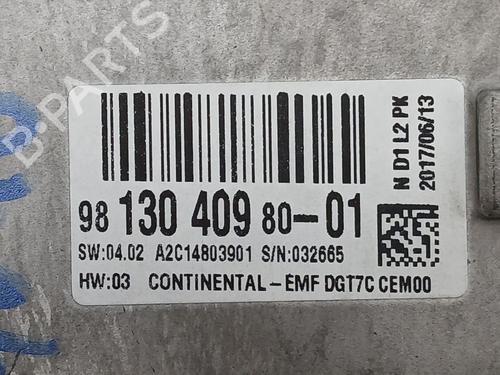 98 130 409 80-01
SW:04.02 A2C14803901 S/N:032665
HW:03 CONTINENTAL-EMF DGT7C CEM00
N D1 L2 PK
2017/06/13
B-PARTS